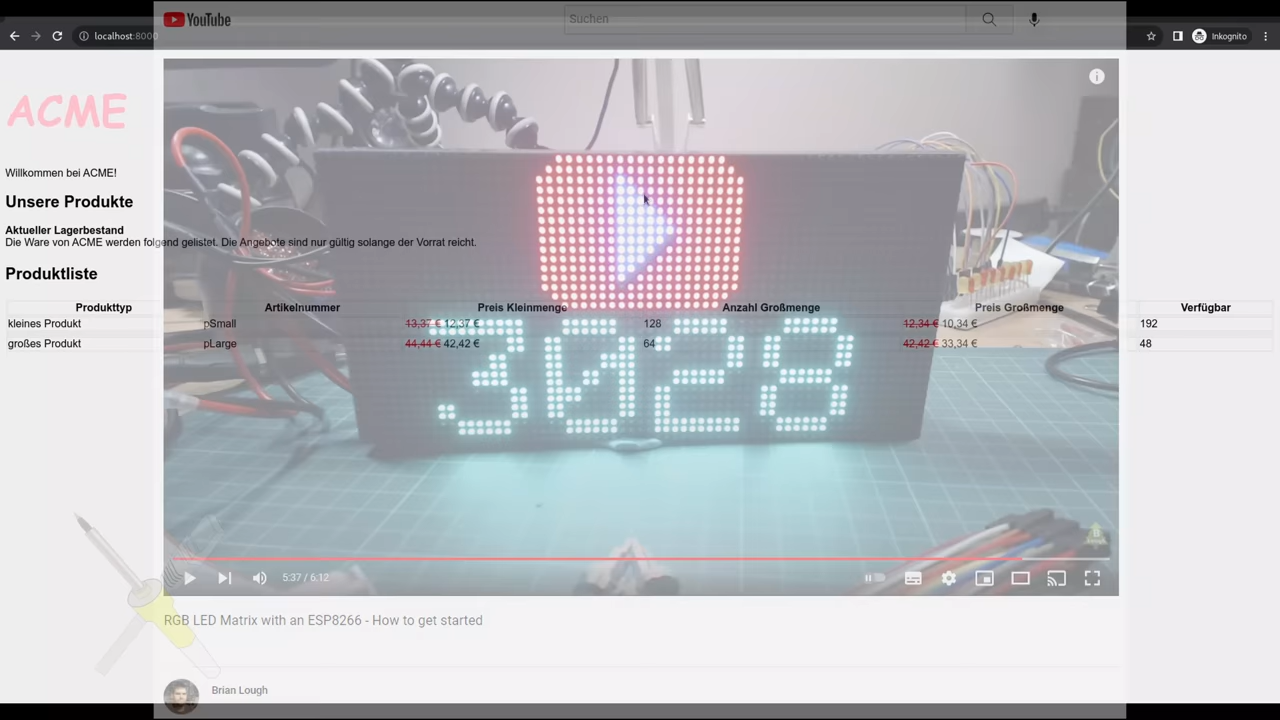 YouTube
Suchen
localhost:8000
Inkognito
ACME
Willkommen bei ACME!
Unsere Produkte
Aktueller Lagerbestand
Die Ware von ACME werden folgend gelistet. Die Angebote sind nur gültig solange der Vorrat reicht.
Produktliste
Produkttyp Artikelnummer Preis Kleinmenge Anzahl Großmenge Preis Großmenge Verfügbar
kleines Produkt pSmall 13,37 € 12,37 € 128 12,34 € 10,34 € 192
großes Produkt pLarge 44,44 € 42,42 € 64 42,42 € 33,34 € 48
3028
5:37 / 6:12
RGB LED Matrix with an ESP8266 - How to get started
Brian Lough